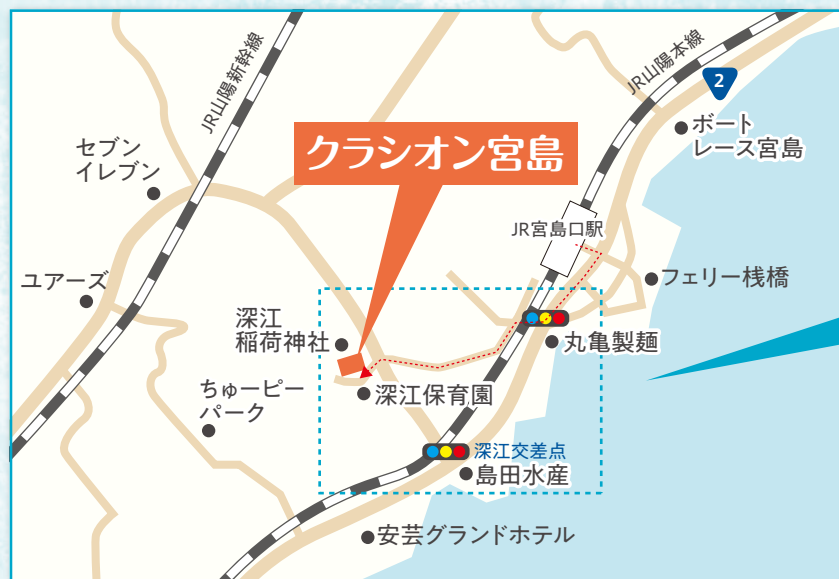 JR山陽新幹線
JR山陽本線
2
ボート
レース宮島
セブン
イレブン
クラシオン宮島
JR宮島口駅
フェリー桟橋
ユアーズ
深江
稲荷神社
丸亀製麺
ちゅーピー
パーク
深江保育園
深江交差点
島田水産
安芸グランドホテル